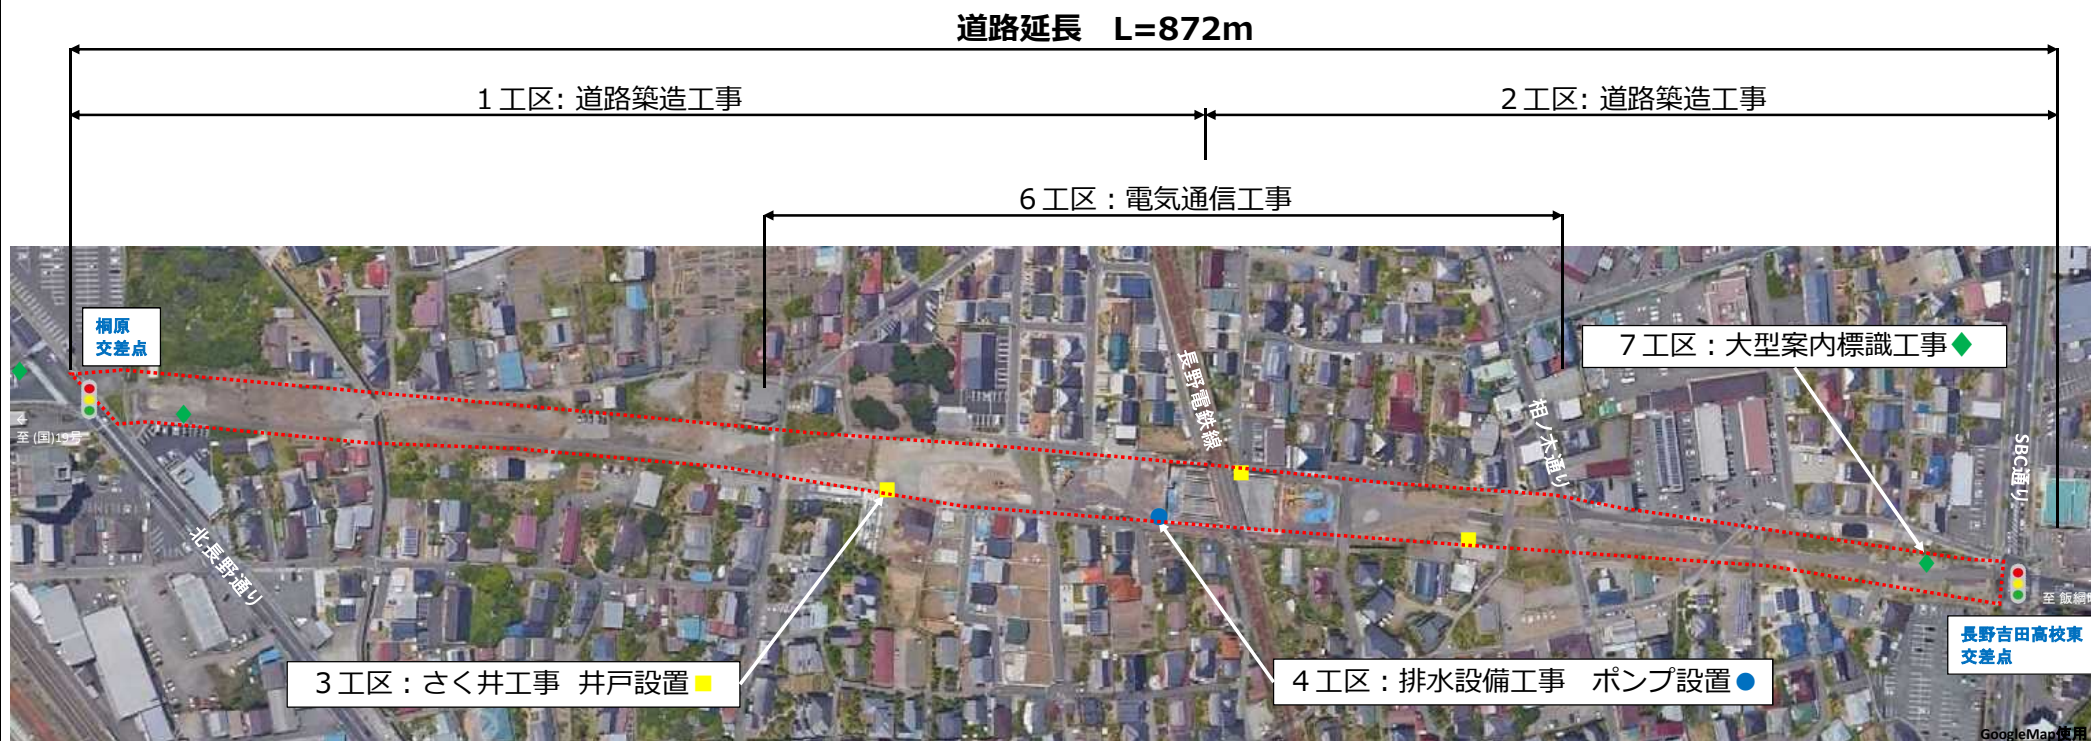 道路延長　L=872m
１工区: 道路築造工事
２工区: 道路築造工事
６工区：電気通信工事
桐原
交差点
７工区：大型案内標識工事
長野電鉄線
相ノ木通り
SBC通り
至 (国)19号
北長野通り
至 飯綱
長野吉田高校東
交差点
３工区：さく井工事 井戸設置
４工区：排水設備工事　ポンプ設置
GoogleMap使用